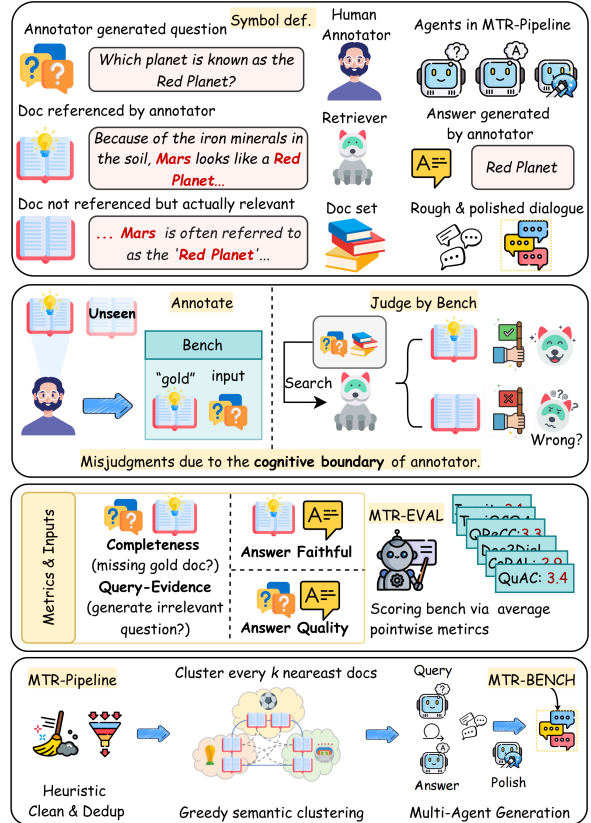 Annotator generated question
Symbol def.
Human
Annotator
Agents in MTR-Pipeline
Which planet is known as the
Red Planet?
?
A
Doc referenced by annotator
Retriever
Answer generated
by annotator
Because of the iron minerals in
the soil, Mars looks like a Red
Planet...
A
Red Planet
Doc not referenced but actually relevant
Doc set
Rough & polished dialogue
... Mars is often referred to
as the 'Red Planet'...
Unseen
Annotate
Bench
"gold" input
Judge by Bench
Search
Wrong?
Misjudgments due to the cognitive boundary of annotator.
Metrics & Inputs
Completeness
(missing gold doc?)
Query-Evidence
(generate irrelevant
question?)
Answer Faithful
Answer Quality
MTR-EVAL
QReCC: 3.3
Doc2Dial
CoRAL: 2.9
QuAC: 3.4
Scoring bench via average
pointwise metircs
MTR-Pipeline
Heuristic
Clean & Dedup
Cluster every k neareast docs
Greedy semantic clustering
Query
?
A
Answer
Polish
MTR-BENCH
Multi-Agent Generation